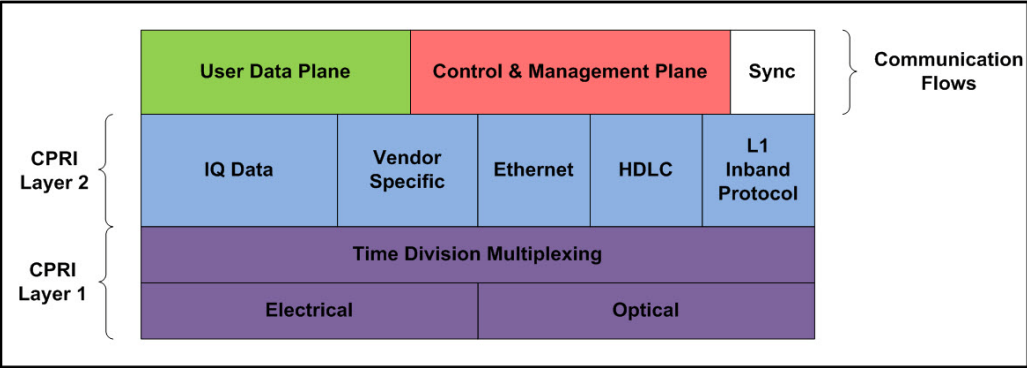 User Data Plane
Control & Management Plane
Sync
Communication
Flows
CPRI
Layer 2
IQ Data
Vendor
Specific
Ethernet
HDLC
L1
Inband
Protocol
CPRI
Layer 1
Time Division Multiplexing
Electrical
Optical